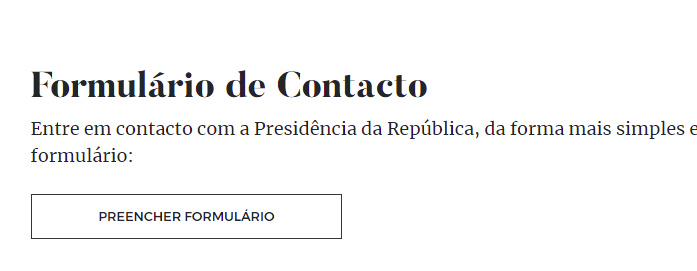 Formulário de Contacto
Entre em contacto com a Presidência da República, da forma mais simples e
formulário:
PREENCHER FORMULÁRIO